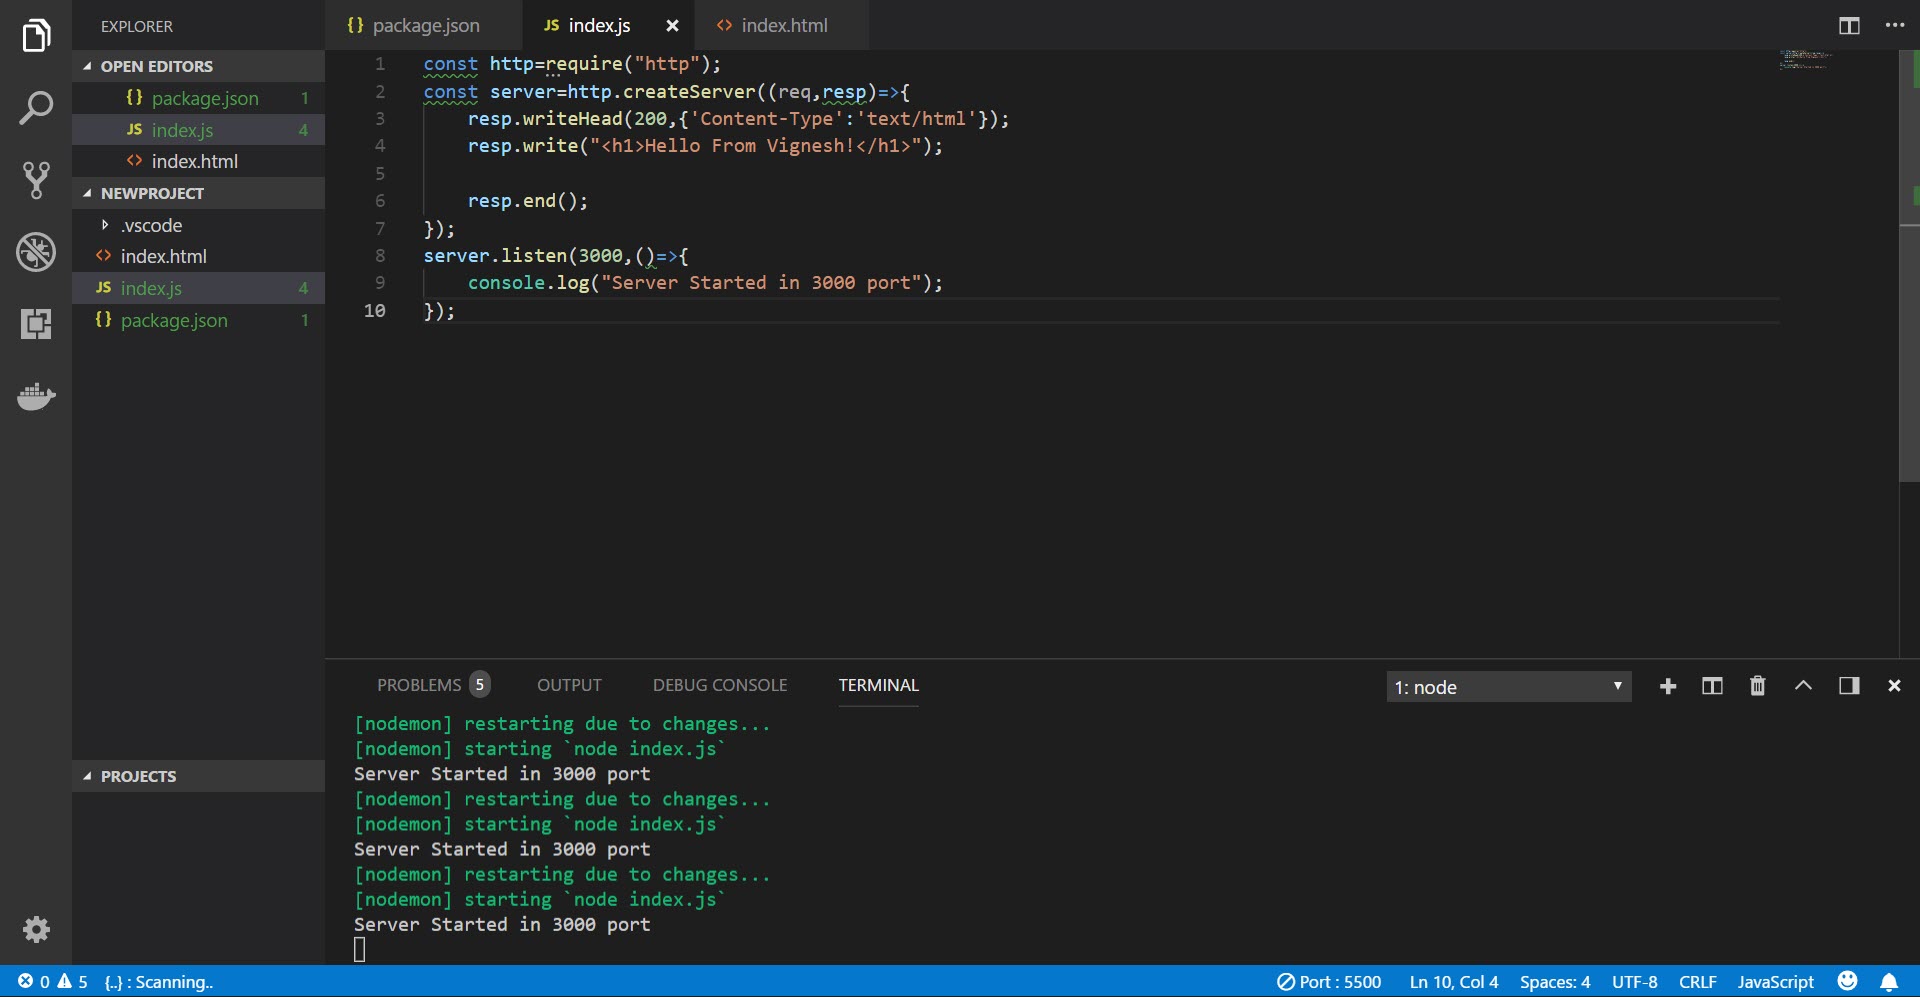 EXPLORER
OPEN EDITORS
{} package.json 1
JS index.js 4
<> index.html
NEWPROJECT
.vscode
<> index.html
JS index.js 4
{} package.json 1
PROJECTS
{} package.json JS index.js × <> index.html
1 const http=require("http");
2 const server=http.createServer((req,resp)=>{
3 resp.writeHead(200,{'Content-Type':'text/html'});
4 resp.write("<h1>Hello From Vignesh!</h1>");
5
6 resp.end();
7 });
8 server.listen(3000,()=>{
9 console.log("Server Started in 3000 port");
10 });
PROBLEMS 5 OUTPUT DEBUG CONSOLE TERMINAL 1: node
[nodemon] restarting due to changes...
[nodemon] starting `node index.js`
Server Started in 3000 port
[nodemon] restarting due to changes...
[nodemon] starting `node index.js`
Server Started in 3000 port
[nodemon] restarting due to changes...
[nodemon] starting `node index.js`
Server Started in 3000 port
0 5 {..} : Scanning.. Port : 5500 Ln 10, Col 4 Spaces: 4 UTF-8 CRLF JavaScript